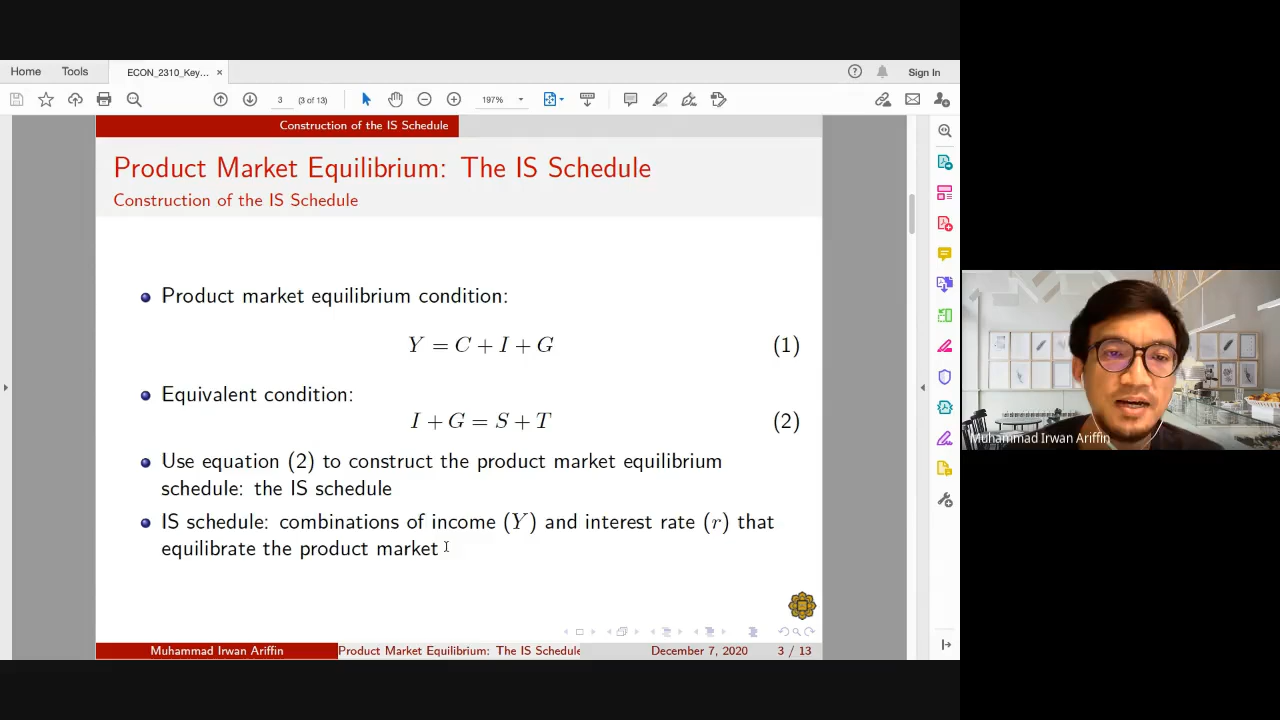 Home Tools ECON_2310_Key... × Sign In
3 (3 of 13) 197%
Construction of the IS Schedule
Product Market Equilibrium: The IS Schedule
Construction of the IS Schedule
Product market equilibrium condition:
Y = C + I + G (1)
Equivalent condition:
I + G = S + T (2)
Use equation (2) to construct the product market equilibrium
schedule: the IS schedule
IS schedule: combinations of income (Y) and interest rate (r) that
equilibrate the product market
Muhammad Irwan Ariffin Product Market Equilibrium: The IS Schedule December 7, 2020 3 / 13
Muhammad Irwan Ariffin